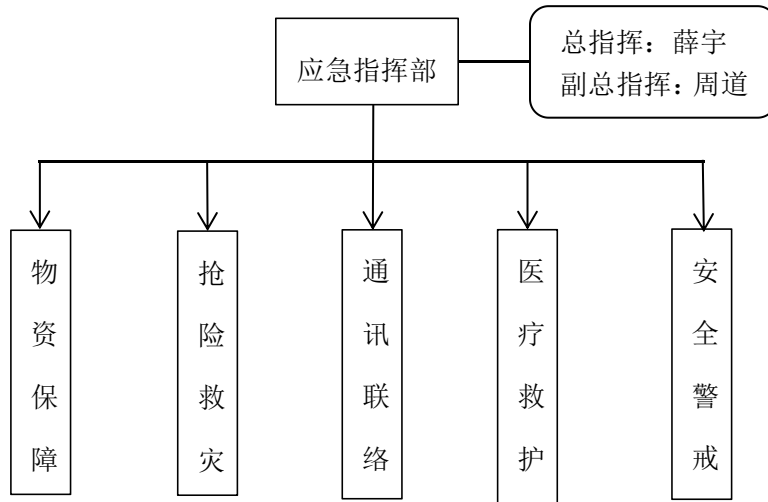 应急指挥部
总指挥：薛宇
副总指挥：周道
物资保障
抢险救灾
通讯联络
医疗救护
安全警戒